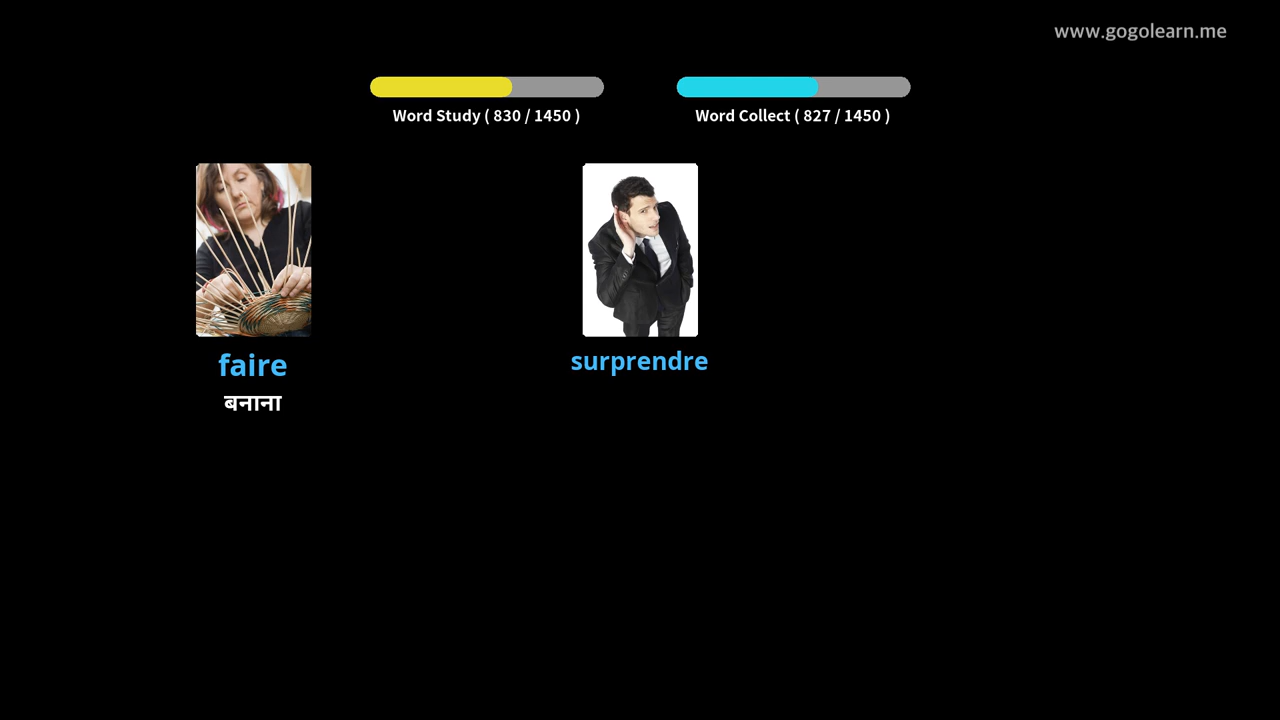 www.gogolearn.me
Word Study ( 830 / 1450 )
Word Collect ( 827 / 1450 )
faire
बनाना
surprendre